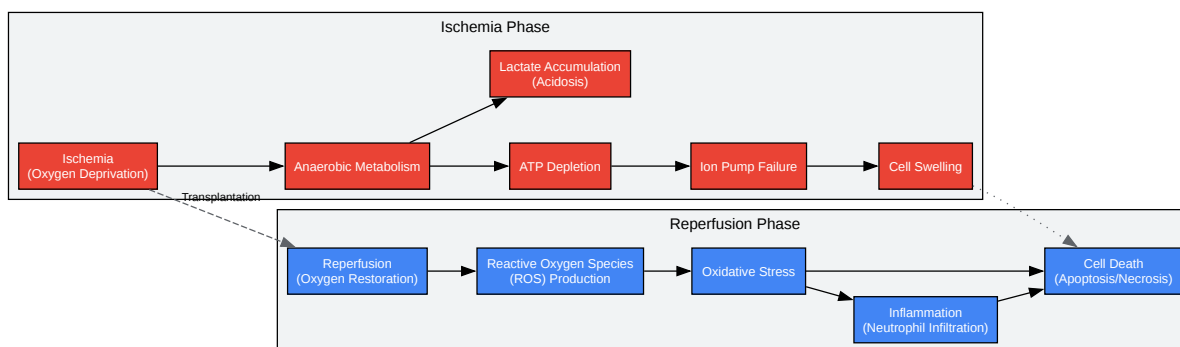 Ischemia Phase
Lactate Accumulation
(Acidosis)
Ischemia
(Oxygen Deprivation)
Anaerobic Metabolism
ATP Depletion
Ion Pump Failure
Cell Swelling
Transplantation
Reperfusion Phase
Reperfusion
(Oxygen Restoration)
Reactive Oxygen Species
(ROS) Production
Oxidative Stress
Cell Death
(Apoptosis/Necrosis)
Inflammation
(Neutrophil Infiltration)